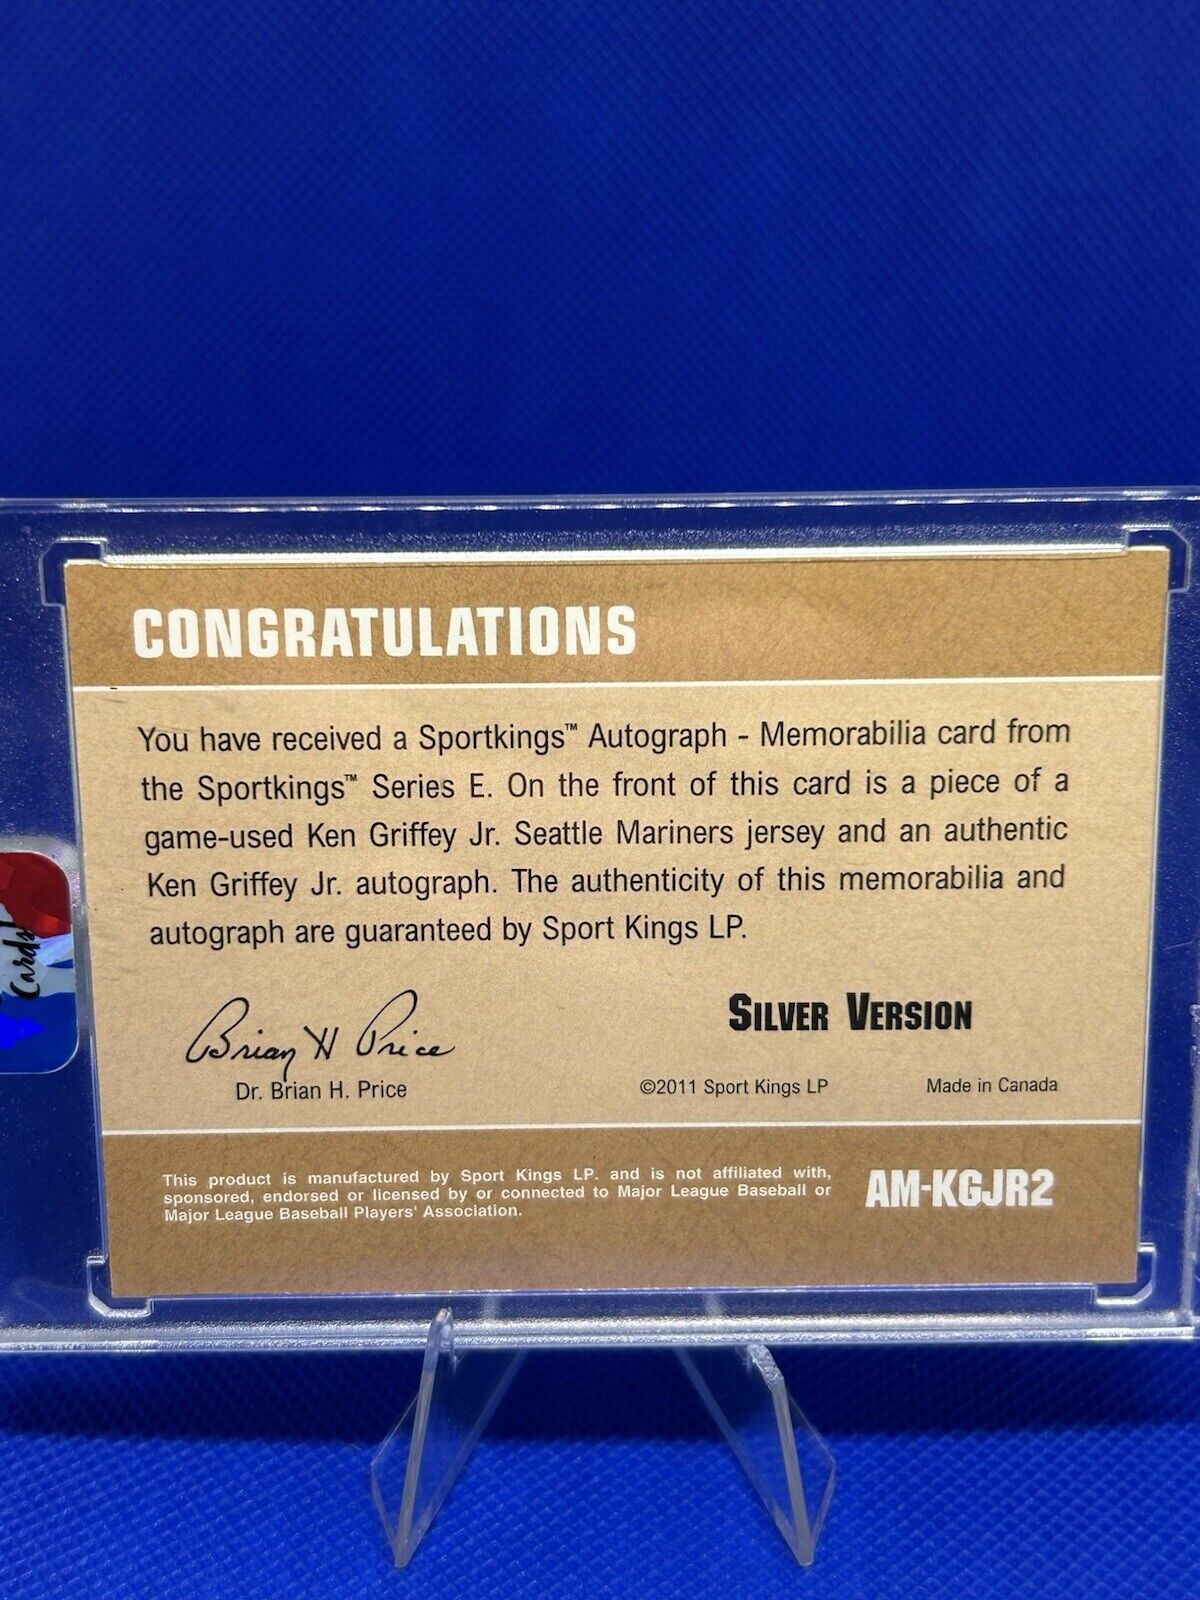 CONGRATULATIONS
You have received a Sportkings™ Autograph - Memorabilia card from
the Sportkings™ Series E. On the front of this card is a piece of a
game-used Ken Griffey Jr. Seattle Mariners jersey and an authentic
Ken Griffey Jr. autograph. The authenticity of this memorabilia and
autograph are guaranteed by Sport Kings LP.
Brian H Price
Dr. Brian H. Price
SILVER VERSION
©2011 Sport Kings LP
Made in Canada
This product is manufactured by Sport Kings LP. and is not affiliated with,
sponsored, endorsed or licensed by or connected to Major League Baseball or
Major League Baseball Players' Association.
AM-KGJR2
Cards!